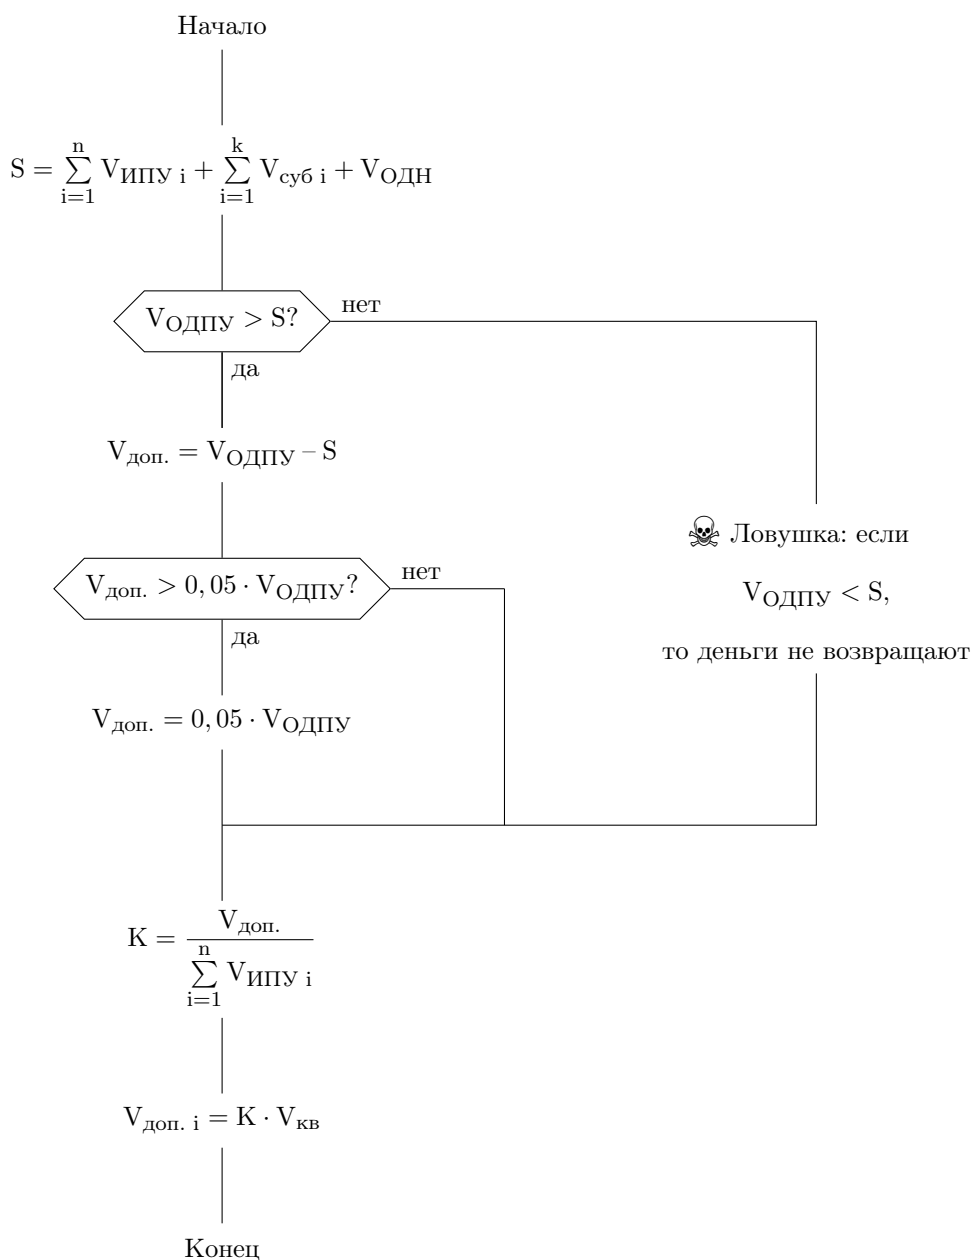 Начало
S = ∑_{i=1}^{n} V_{ИПУ i} + ∑_{i=1}^{k} V_{суб i} + V_{ОДН}
V_{ОДПУ} > S?
нет
да
V_{доп.} = V_{ОДПУ} – S
☠ Ловушка: если
V_{ОДПУ} < S,
то деньги не возвращают
V_{доп.} > 0, 05 · V_{ОДПУ}?
нет
да
V_{доп.} = 0, 05 · V_{ОДПУ}
K = \frac{V_{доп.}}{∑_{i=1}^{n} V_{ИПУ i}}
V_{доп. i} = K · V_{кв}
Конец